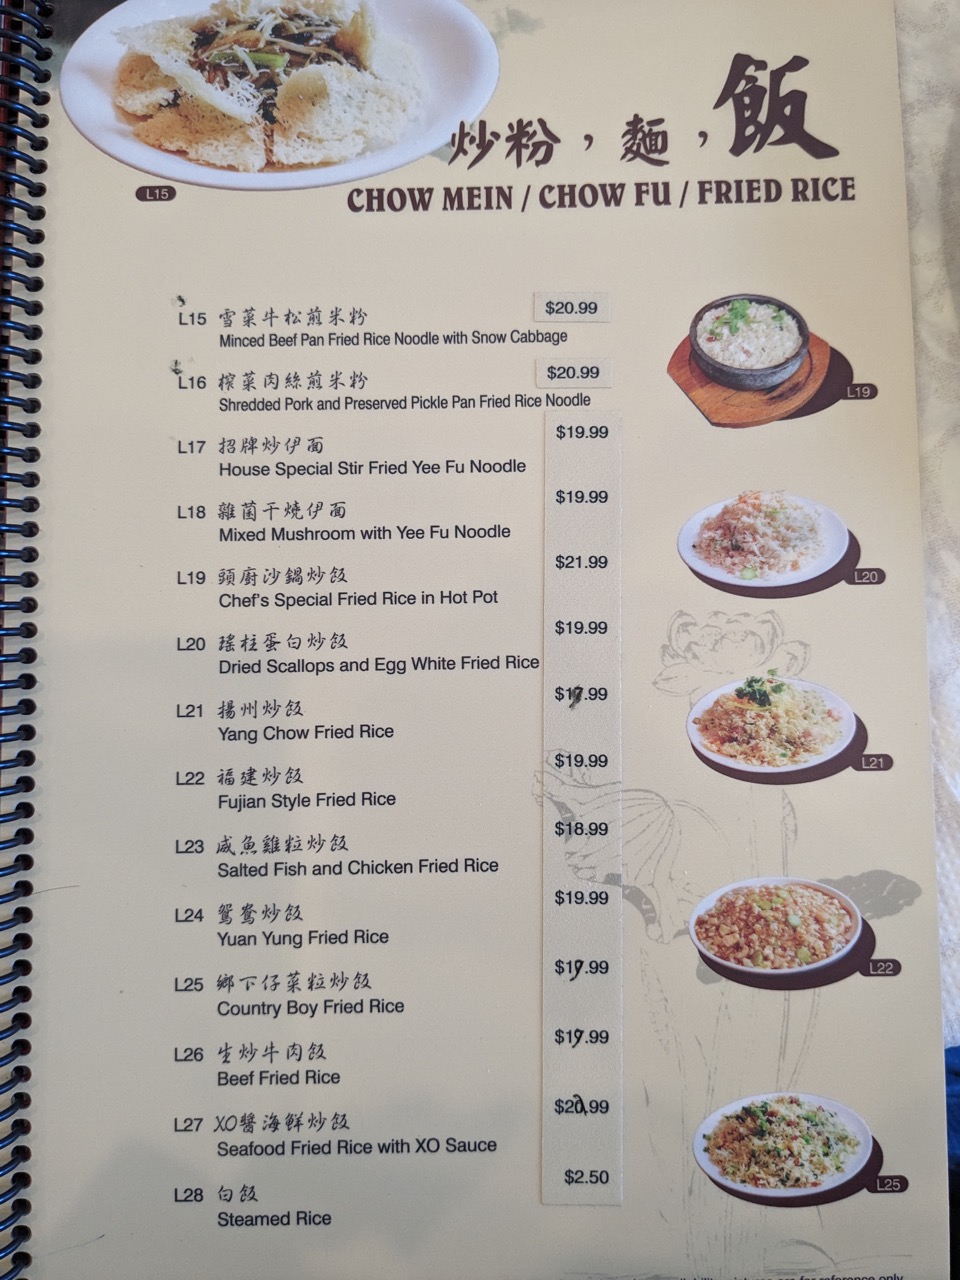 炒粉，麵，飯
CHOW MEIN / CHOW FU / FRIED RICE
L15
L15 雪菜牛松煎米粉 $20.99
Minced Beef Pan Fried Rice Noodle with Snow Cabbage
L16 榨菜肉絲煎米粉 $20.99
Shredded Pork and Preserved Pickle Pan Fried Rice Noodle
L17 招牌炒伊面 $19.99
House Special Stir Fried Yee Fu Noodle
L18 雜菌干燒伊面 $19.99
Mixed Mushroom with Yee Fu Noodle
L19 頭廚沙鍋炒飯 $21.99
Chef's Special Fried Rice in Hot Pot
L19
L20 瑤柱蛋白炒飯 $19.99
Dried Scallops and Egg White Fried Rice
L20
L21 揚州炒飯
Yang Chow Fried Rice
L21
L22 福建炒飯 $19.99
Fujian Style Fried Rice
L23 咸魚雞粒炒飯 $18.99
Salted Fish and Chicken Fried Rice
L24 鴛鴦炒飯 $19.99
Yuan Yung Fried Rice
L22
L25 鄉下仔菜粒炒飯
Country Boy Fried Rice
L26 生炒牛肉飯
Beef Fried Rice
L27 XO醬海鮮炒飯
Seafood Fried Rice with XO Sauce
L25
L28 白飯 $2.50
Steamed Rice